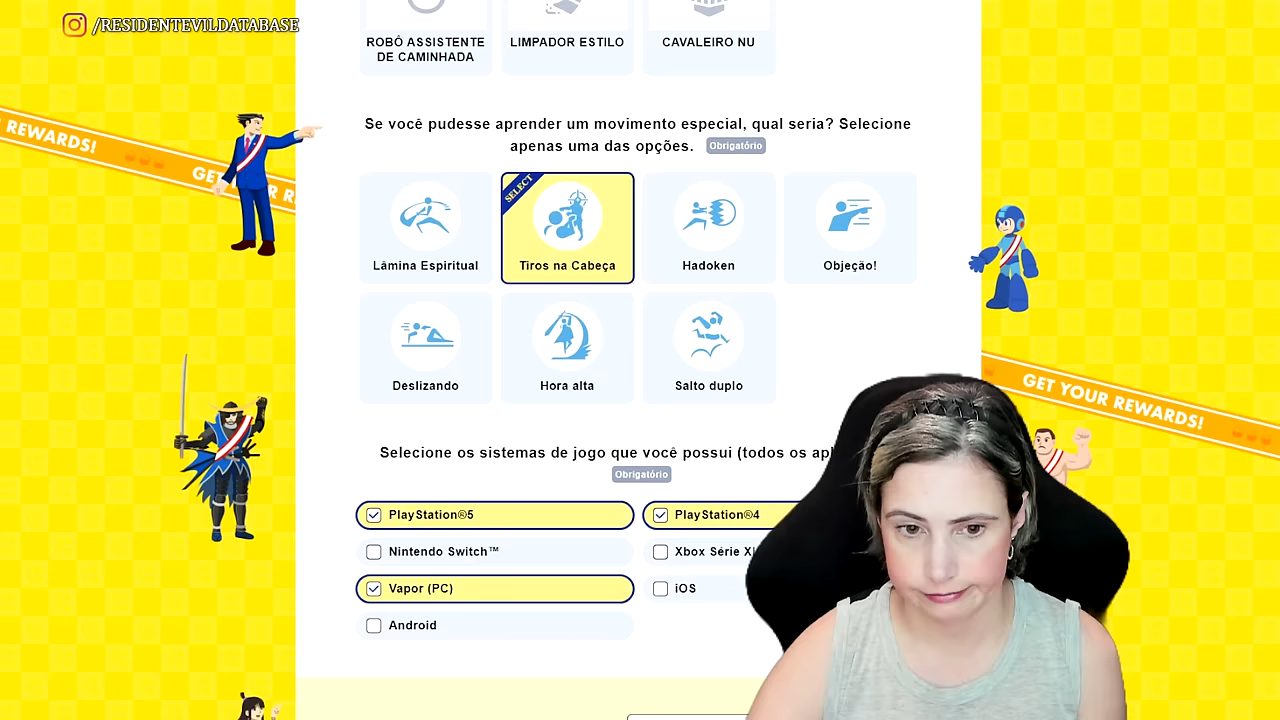 /RESIDENTEVILDATABASE
ROBÔ ASSISTENTE
DE CAMINHADA
LIMPADOR ESTILO
CAVALEIRO NU
REWARDS!
GET
R R
Se você pudesse aprender um movimento especial, qual seria? Selecione
apenas uma das opções. Obrigatório
SELECT
Lâmina Espiritual
Tiros na Cabeça
Hadoken
Objeção!
Deslizando
Hora alta
Salto duplo
GET YOUR REWARDS!
Selecione os sistemas de jogo que você possui (todos os apl
Obrigatório
PlayStation®5
PlayStation®4
Nintendo Switch™
Xbox Série X
Vapor (PC)
iOS
Android